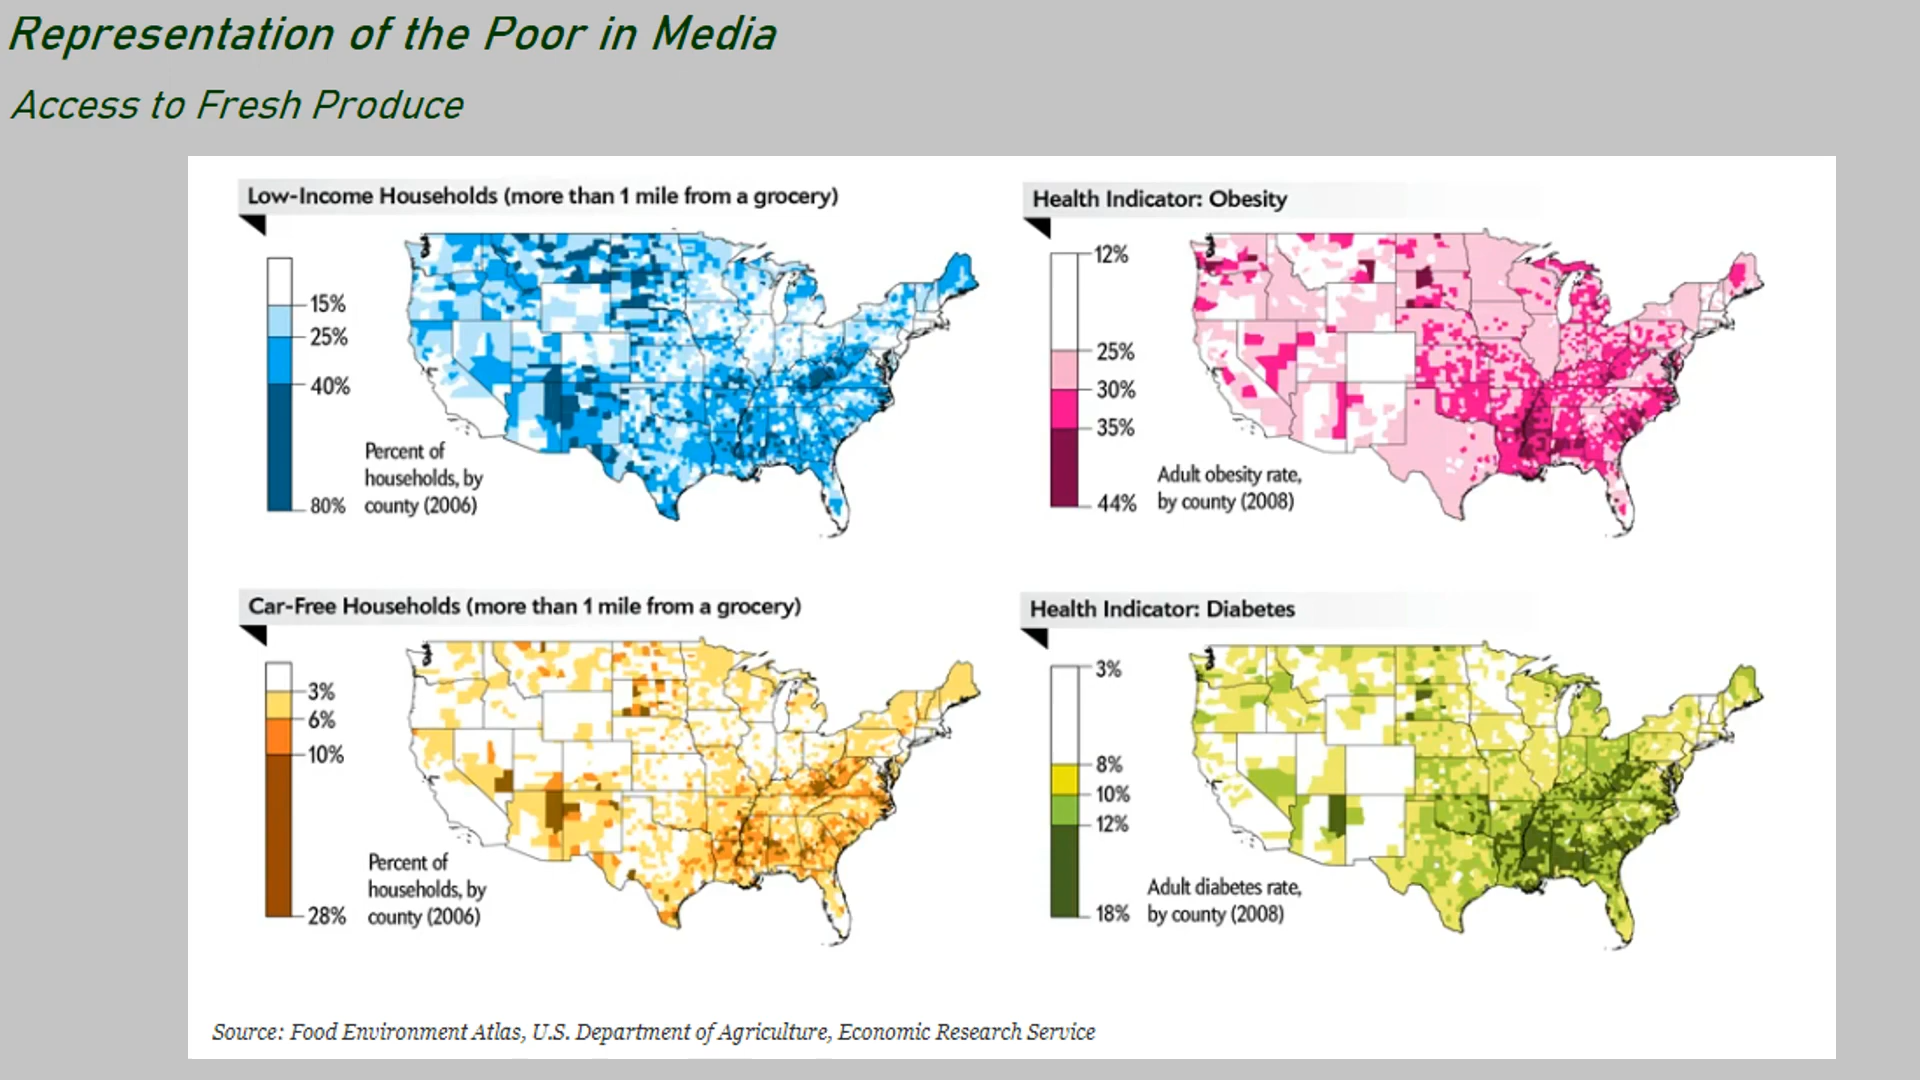 Representation of the Poor in Media
Access to Fresh Produce
Low-Income Households (more than 1 mile from a grocery)
15%
25%
40%
80%
Percent of
households, by
county (2006)
Health Indicator: Obesity
12%
25%
30%
35%
44%
Adult obesity rate,
by county (2008)
Car-Free Households (more than 1 mile from a grocery)
3%
6%
10%
28%
Percent of
households, by
county (2006)
Health Indicator: Diabetes
3%
8%
10%
12%
18%
Adult diabetes rate,
by county (2008)
Source: Food Environment Atlas, U.S. Department of Agriculture, Economic Research Service